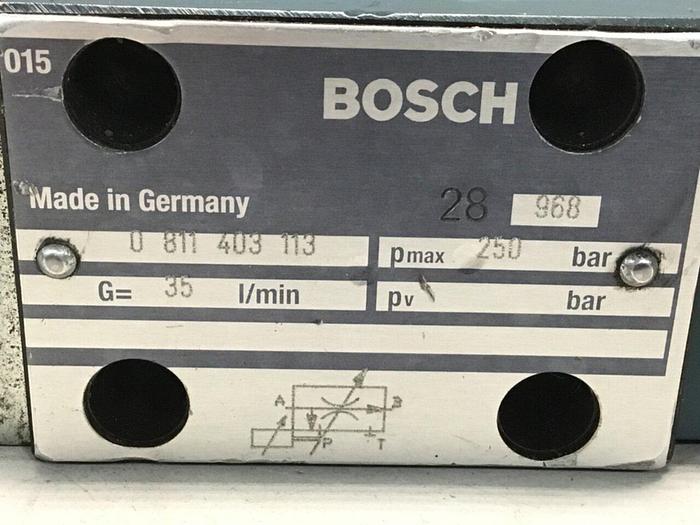 015
BOSCH
Made in Germany 28 968
0 811 403 113 pmax 250 bar
G= 35 l/min pv bar
A B
P T